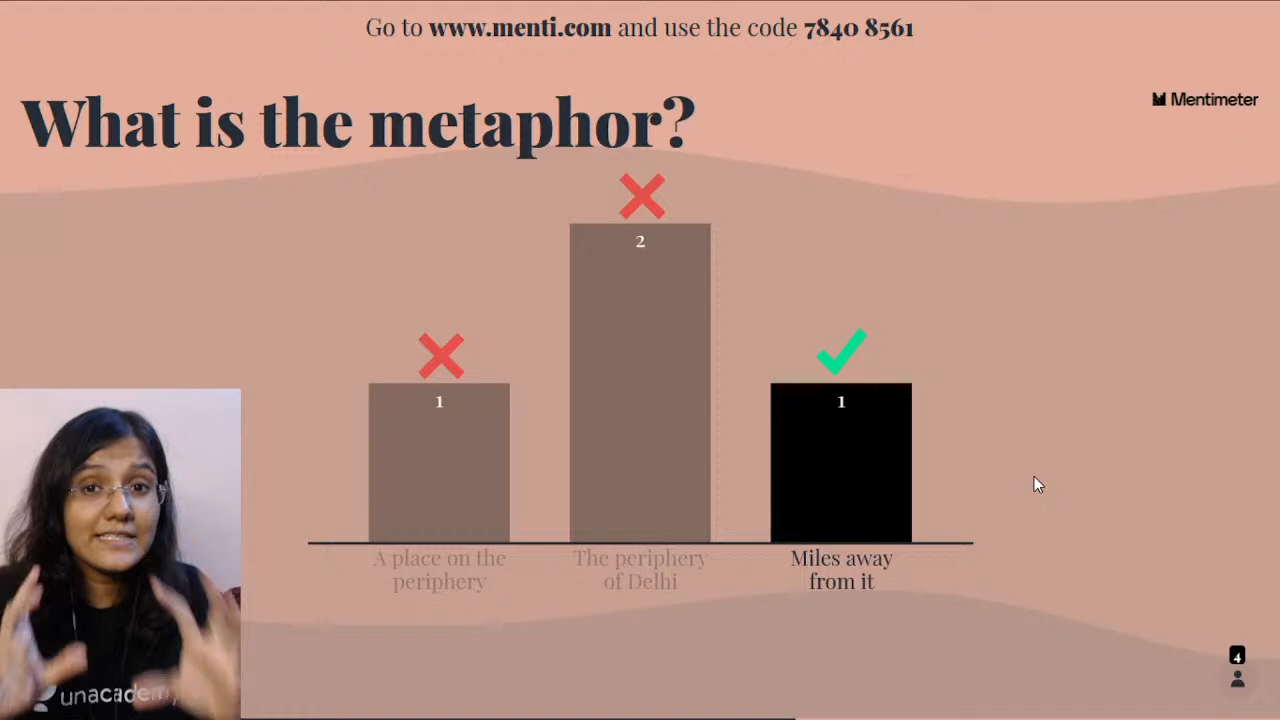 Go to www.menti.com and use the code 7840 8561
Mentimeter
What is the metaphor?
2
1
1
A place on the
periphery
The periphery
of Delhi
Miles away
from it
4
unacademy